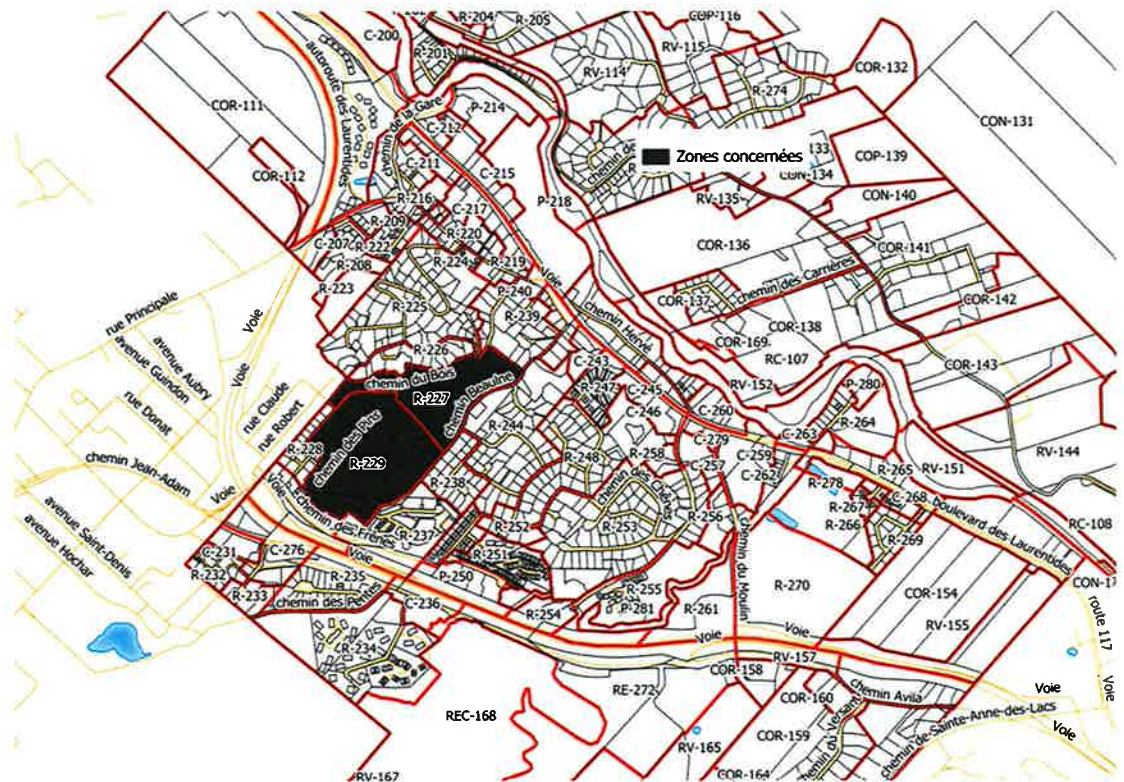 R-204
R-205
COP-116
C-200
R-201
RV-115
RV-114
COR-132
R-274
autoroute des Laurentides
COR-111
chemin de la Gare
P-214
C-212
CON-131
Zones concernées
COP-139
CON-134
C-211
C-215
COR-112
RV-135
CON-140
P-218
R-216
C-217
R-209
R-220
C-207
R-222
COR-136
COR-141
R-208
R-224
R-219
Voie
R-223
P-240
chemin des Carrières
COR-137
COR-142
R-225
R-239
chemin Hervé
COR-138
rue Principale
Voie
COR-169
RC-107
COR-143
R-226
avenue Aubry
avenue Guindon
Voie
C-243
chemin du Bois
RV-152
P-280
R-247
C-245
R-227
chemin Beaulne
C-246
C-260
R-264
rue Donat
rue Claude
rue Robert
chemin des Pins
R-244
C-279
C-263
R-228
R-248
R-258
C-259
C-257
R-229
C-262
R-265
RV-151
RV-144
chemin Jean-Adam
Voie
R-238
chemin des Chênes
R-278
C-268
boulevard des Laurentides
R-267
R-266
Voie
chemin des Frênes
R-252
R-253
R-256
R-269
RC-108
avenue Saint-Denis
avenue Hochar
R-237
Voie
R-251
chemin du Moulin
C-231
C-276
R-232
R-235
P-250
R-255
R-270
R-233
chemin des Peintres
C-236
R-254
P-281
R-261
COR-154
RV-155
route 117
R-234
Voie
Voie
RV-157
COR-158
Voie
RE-272
COR-160
chemin Avila
Voie
REC-168
chemin du Versant
COR-159
chemin de-Sainte-Anne-des-Lacs
Voie
RV-165
COR-164
RV-167